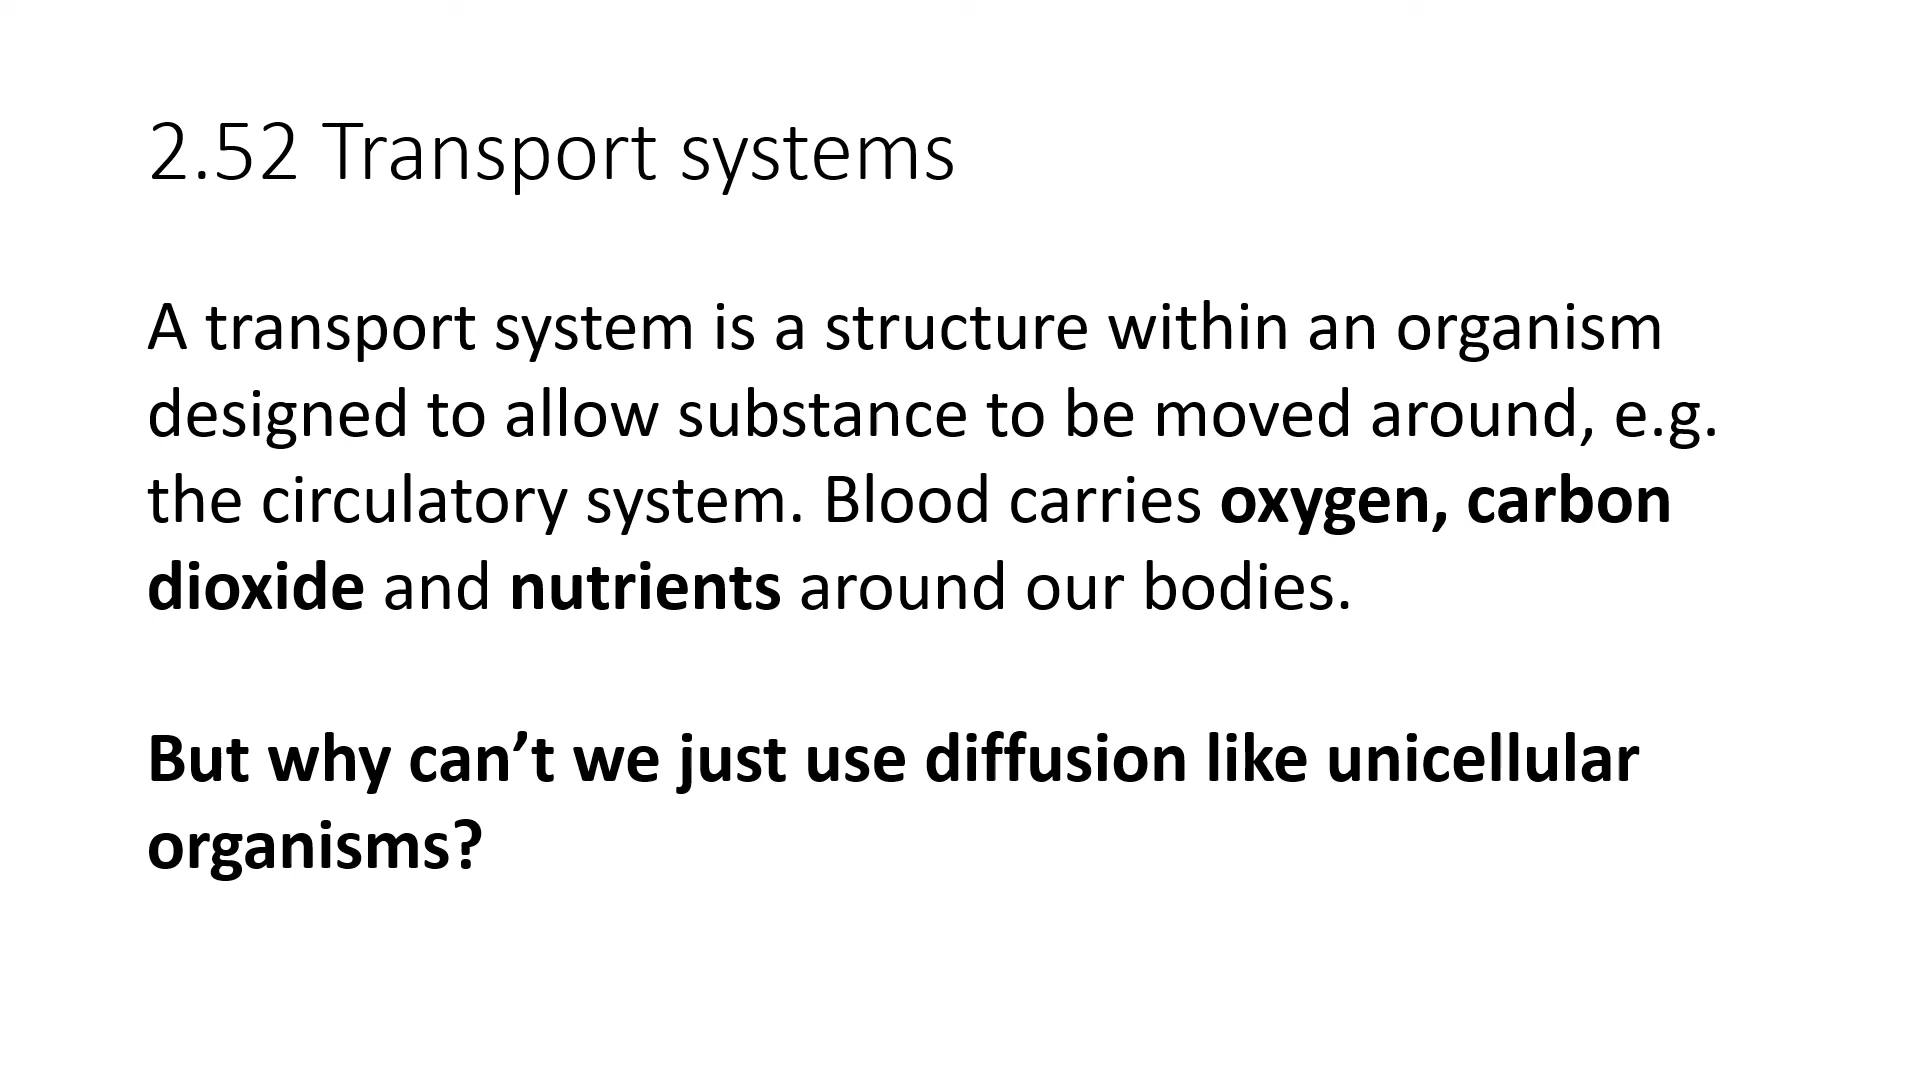 2.52 Transport systems
A transport system is a structure within an organism
designed to allow substance to be moved around, e.g.
the circulatory system. Blood carries oxygen, carbon
dioxide and nutrients around our bodies.
But why can’t we just use diffusion like unicellular
organisms?